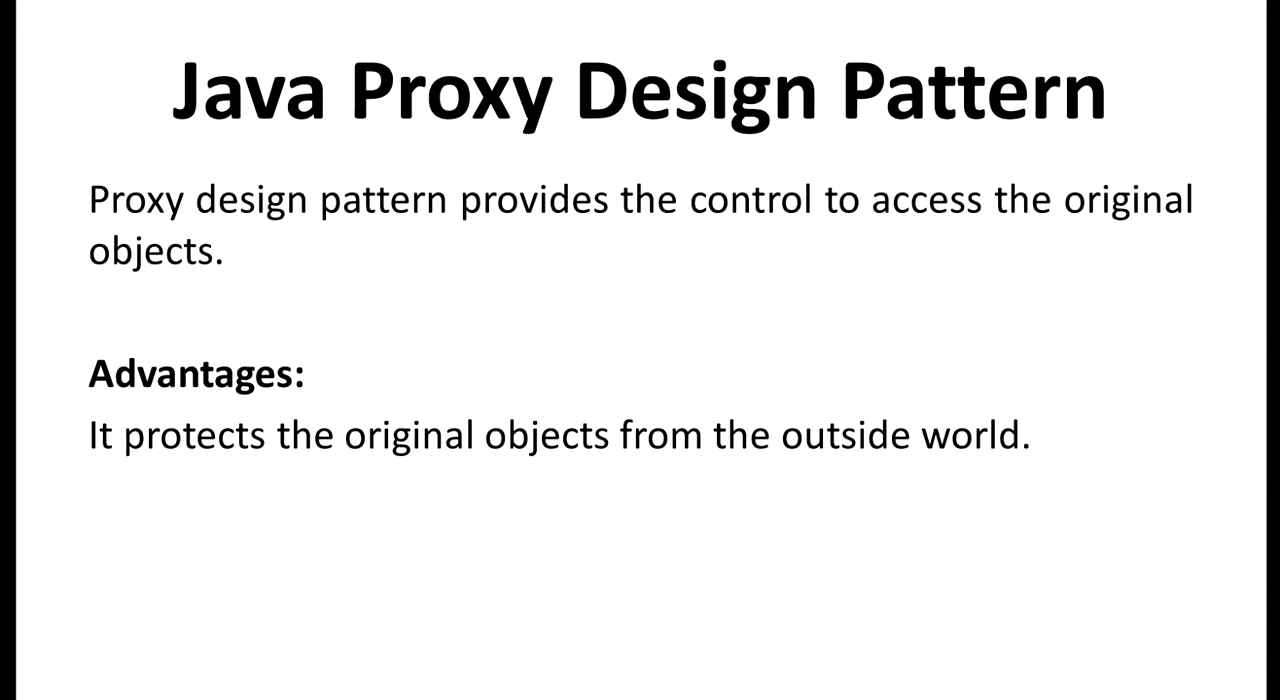 Java Proxy Design Pattern
Proxy design pattern provides the control to access the original
objects.
Advantages:
It protects the original objects from the outside world.